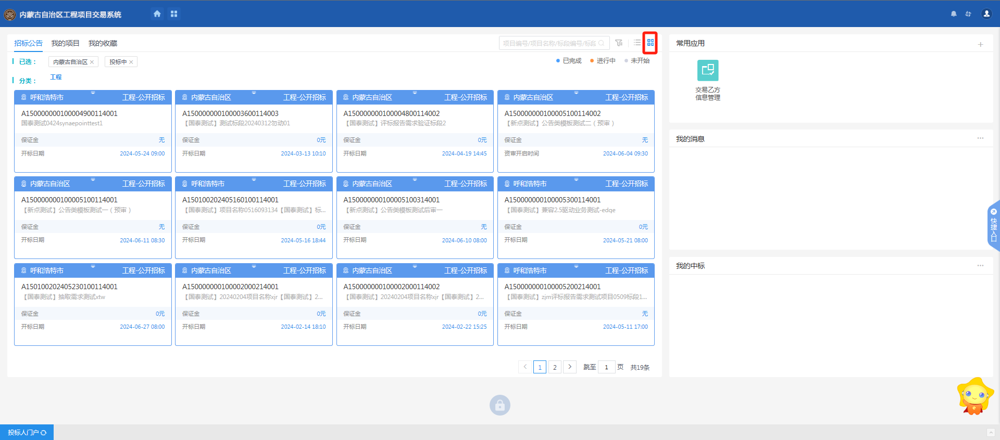 内蒙古自治区工程项目交易系统
招标公告 我的项目 我的收藏
项目编号/项目名称/标段编号/标段
已选： 内蒙古自治区 投标中
已完成 进行中 未开始
分类： 工程
呼和浩特市 工程-公开招标
A150000000100004900114001
国泰测试0424synaepointtest1
保证金 无
开标日期 2024-05-24 09:00
内蒙古自治区 工程-公开招标
A150000000100003600114003
【国泰测试】测试标段20240312勿动01
保证金 0元
开标日期 2024-03-13 10:10
内蒙古自治区 工程-公开招标
A150000000100004800114002
【国泰测试】评标报告需求验证标段2
保证金 0元
开标日期 2024-04-19 14:45
内蒙古自治区 工程-公开招标
A150000000100005100114002
【新点测试】公告类模板测试二（预审）
保证金 无
资审开启时间 2024-06-04 09:30
内蒙古自治区 工程-公开招标
A150000000100005100114001
【新点测试】公告类模板测试一（预审）
保证金 无
开标日期 2024-06-11 08:30
呼和浩特市 工程-公开招标
A150100202405160100114001
【国泰测试】项目名称0516093134【国泰测试】标...
保证金 0元
开标日期 2024-05-16 18:44
内蒙古自治区 工程-公开招标
A150000000100005100314001
【新点测试】公告类模板测试后审一
保证金 无
开标日期 2024-06-10 08:00
呼和浩特市 工程-公开招标
A150000000100005300114001
【国泰测试】兼容2.5驱动业务测试-edge
保证金 0元
开标日期 2024-05-21 08:00
呼和浩特市 工程-公开招标
A150100202405230100114001
【国泰测试】抽取需求测试xtw
保证金 0元
开标日期 2024-06-27 08:00
内蒙古自治区 工程-公开招标
A150000000100002000214001
【国泰测试】20240204项目名称xjr【国泰测试】2...
保证金 0元
开标日期 2024-02-14 18:10
内蒙古自治区 工程-公开招标
A150000000100002000114002
【国泰测试】20240204项目名称xjr【国泰测试】2...
保证金 0元
开标日期 2024-02-22 15:25
呼和浩特市 工程-公开招标
A150000000100005200214001
【国泰测试】zjm评标报告需求测试项目0509标段1...
保证金 无
开标日期 2024-05-11 17:00
1 2 跳至 1 页 共19条
常用应用
交易乙方
信息管理
我的消息
我的中标
快捷入口
投标人门户